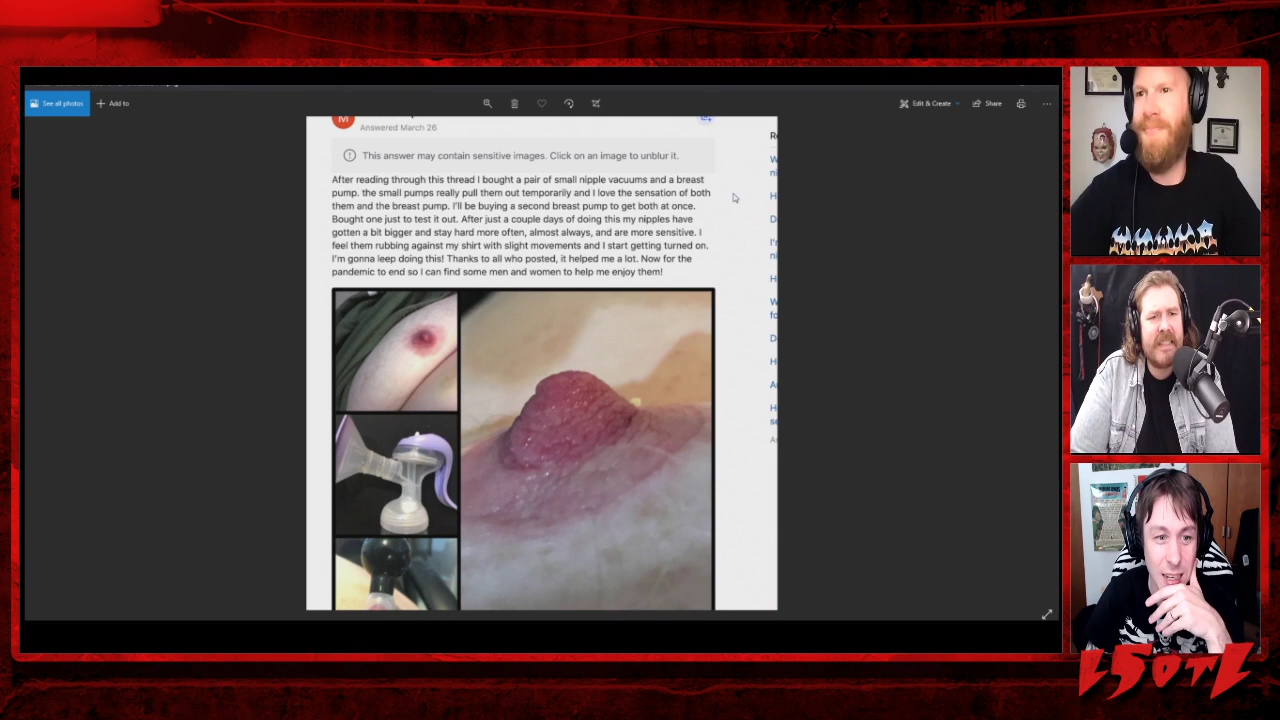 See all photos
Add to
Edit & Create
Share
M
Answered March 26
This answer may contain sensitive images. Click on an image to unblur it.
After reading through this thread I bought a pair of small nipple vacuums and a breast
pump. the small pumps really pull them out temporarily and I love the sensation of both
them and the breast pump. I'll be buying a second breast pump to get both at once.
Bought one just to test it out. After just a couple days of doing this my nipples have
gotten a bit bigger and stay hard more often, almost always, and are more sensitive. I
feel them rubbing against my shirt with slight movements and I start getting turned on.
I'm gonna leep doing this! Thanks to all who posted, it helped me a lot. Now for the
pandemic to end so I can find some men and women to help me enjoy them!
LSOTL